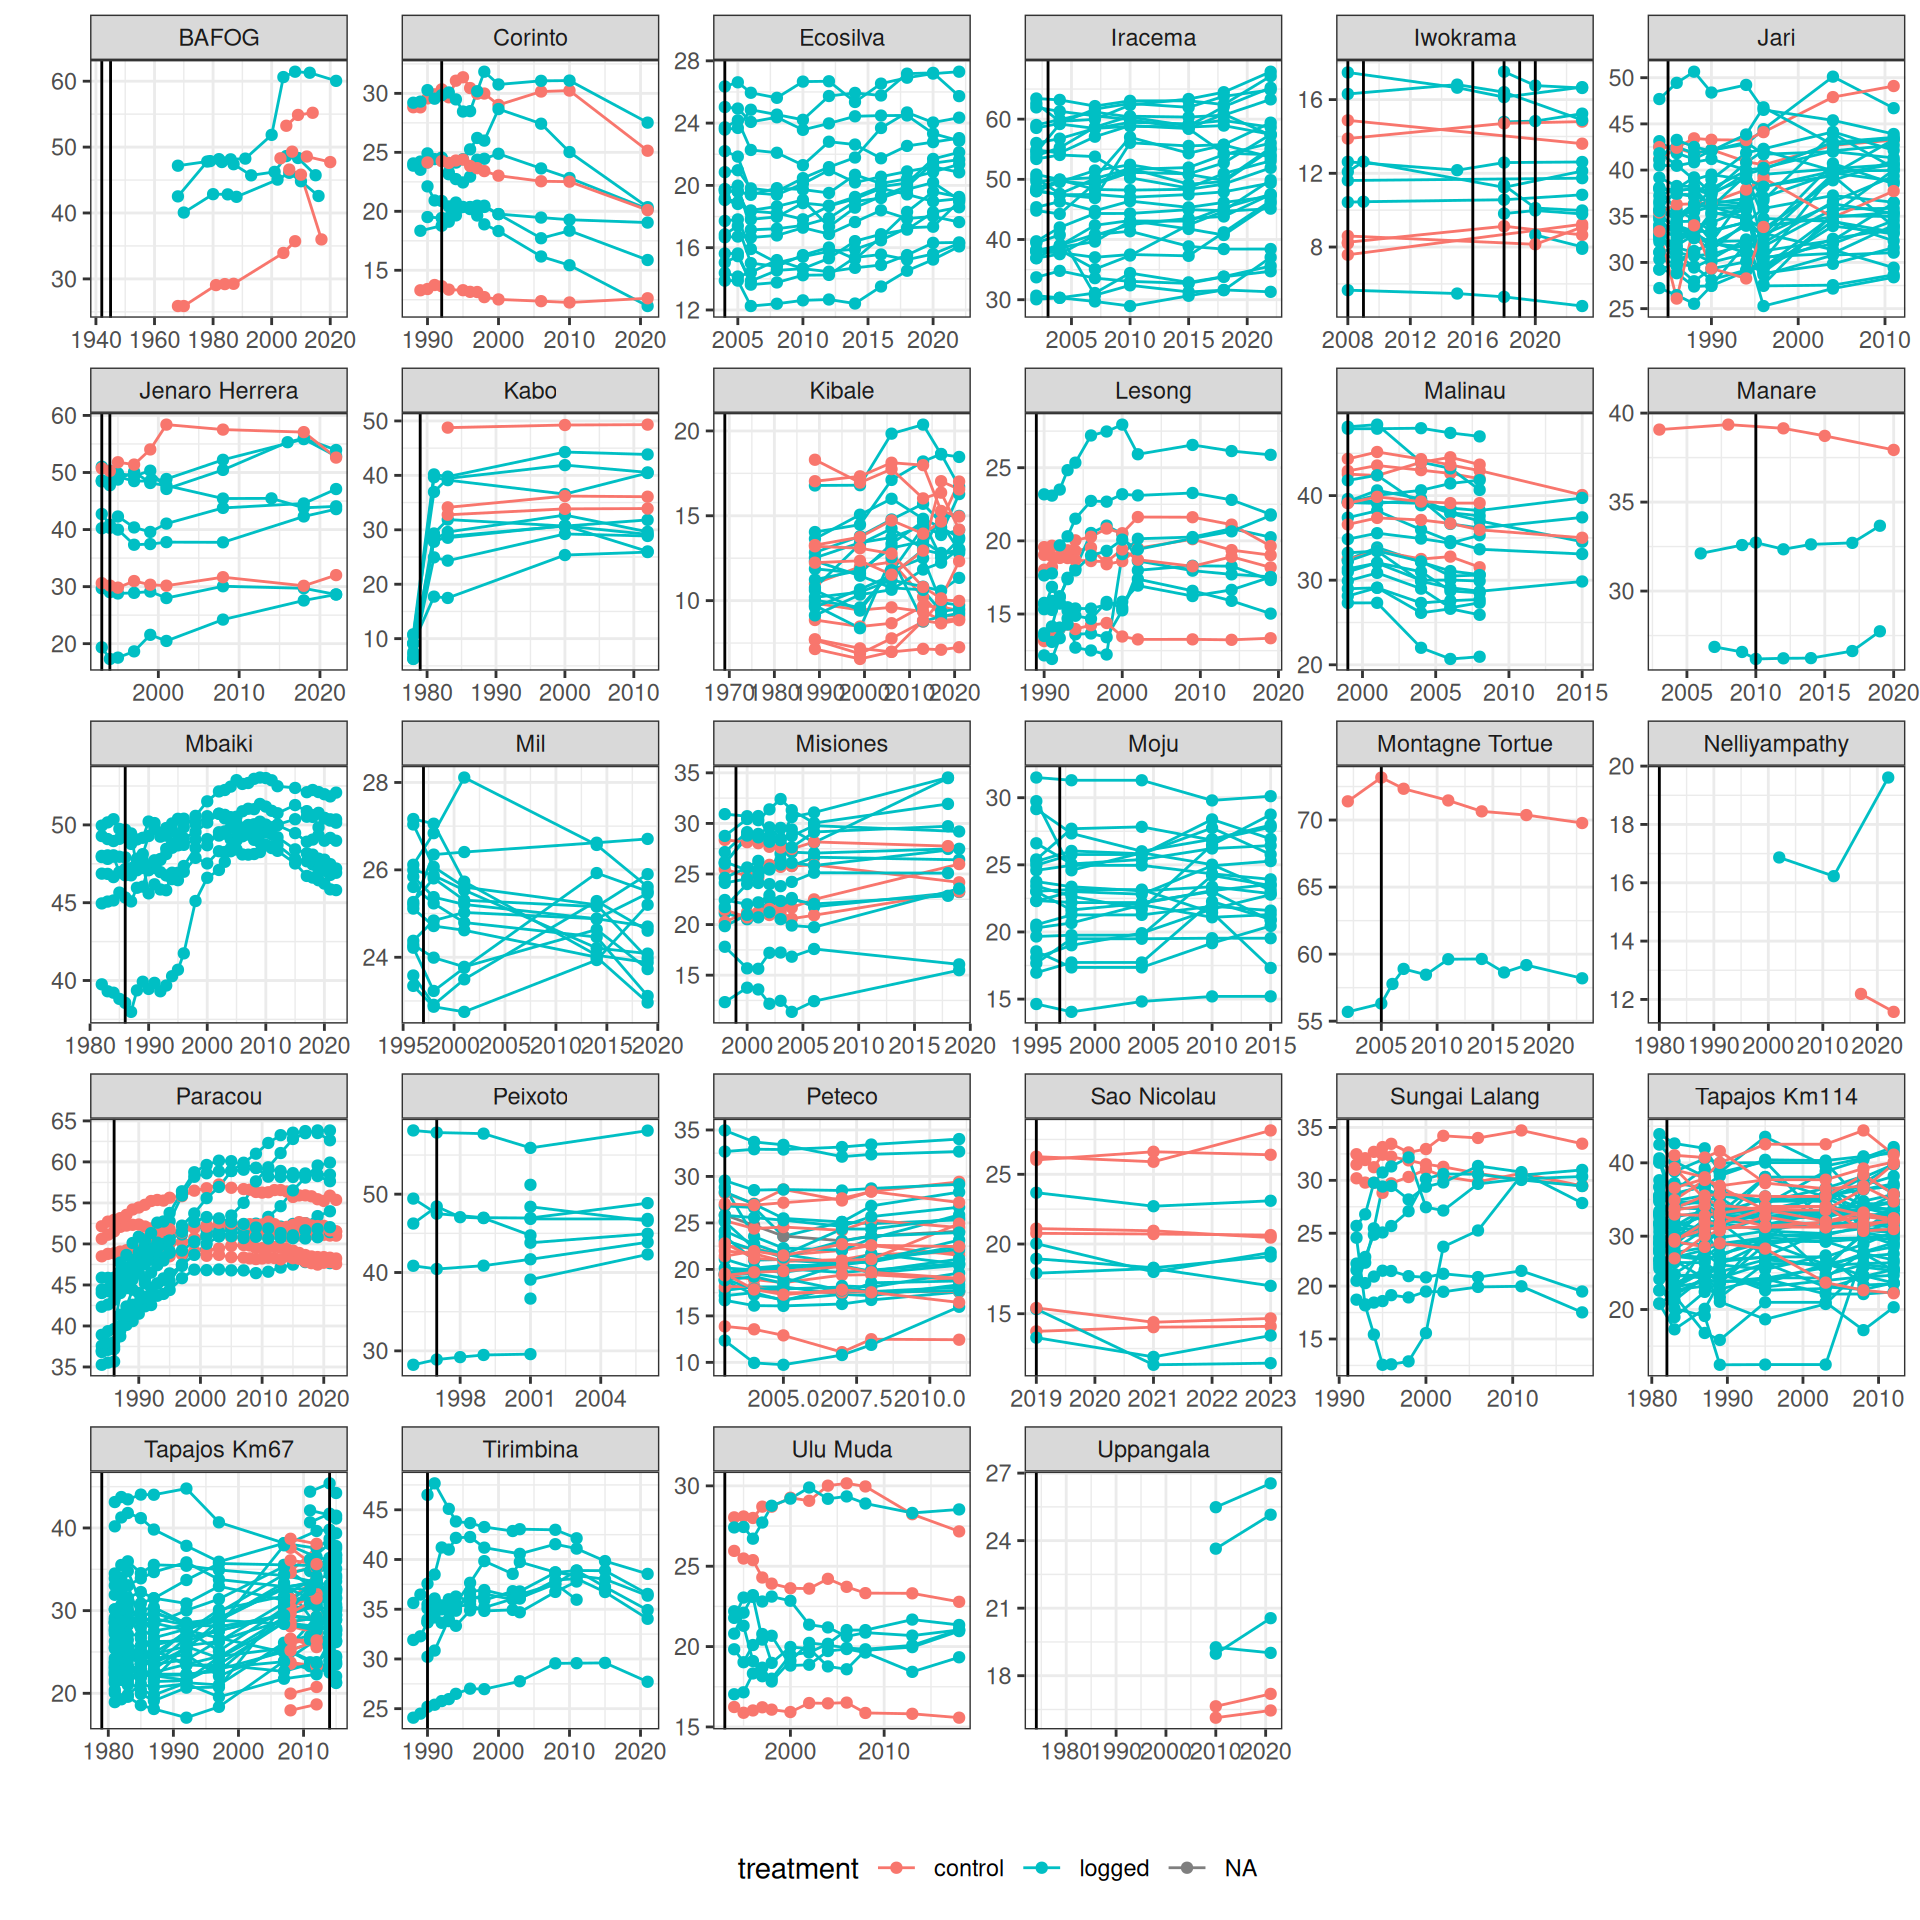 BAFOG Corinto Ecosilva Iracema Iwokrama Jari
60 50 40 30
30 25 20 15
28 24 20 16 12
60 50 40 30
16 12 8
50 45 40 35 30 25
1940 1960 1980 2000 2020
1990 2000 2010 2020
2005 2010 2015 2020
2005 2010 2015 2020
2008 2012 2016 2020
1990 2000 2010
Jenaro Herrera Kabo Kibale Lesong Malinau Manare
60 50 40 30 20
50 40 30 20 10
20 15 10
25 20 15
40 30 20
40 35 30
2000 2010 2020
1980 1990 2000 2010
1970 1980 1990 2000 2010 2020
1990 2000 2010 2020
2000 2005 2010 2015
2005 2010 2015 2020
Mbaiki Mil Misiones Moju Montagne Tortue Nelliyampathy
50 45 40
28 26 24
35 30 25 20 15
30 25 20 15
70 65 60 55
20 18 16 14 12
1980 1990 2000 2010 2020
1995 2000 2005 2010 2015 2020
2000 2005 2010 2015 2020
1995 2000 2005 2010 2015
2005 2010 2015 2020
1980 1990 2000 2010 2020
Paracou Peixoto Peteco Sao Nicolau Sungai Lalang Tapajos Km114
65 60 55 50 45 40 35
50 40 30
35 30 25 20 15 10
25 20 15
35 30 25 20 15
40 30 20
1990 2000 2010 2020
1998 2001 2004
2005.0 2007.5 2010.0
2019 2020 2021 2022 2023
1990 2000 2010
1980 1990 2000 2010
Tapajos Km67 Tirimbina Ulu Muda Uppangala
40 30 20
45 40 35 30 25
30 25 20 15
27 24 21 18
1980 1990 2000 2010
1990 2000 2010 2020
2000 2010
1980 1990 2000 2010 2020
treatment control logged NA